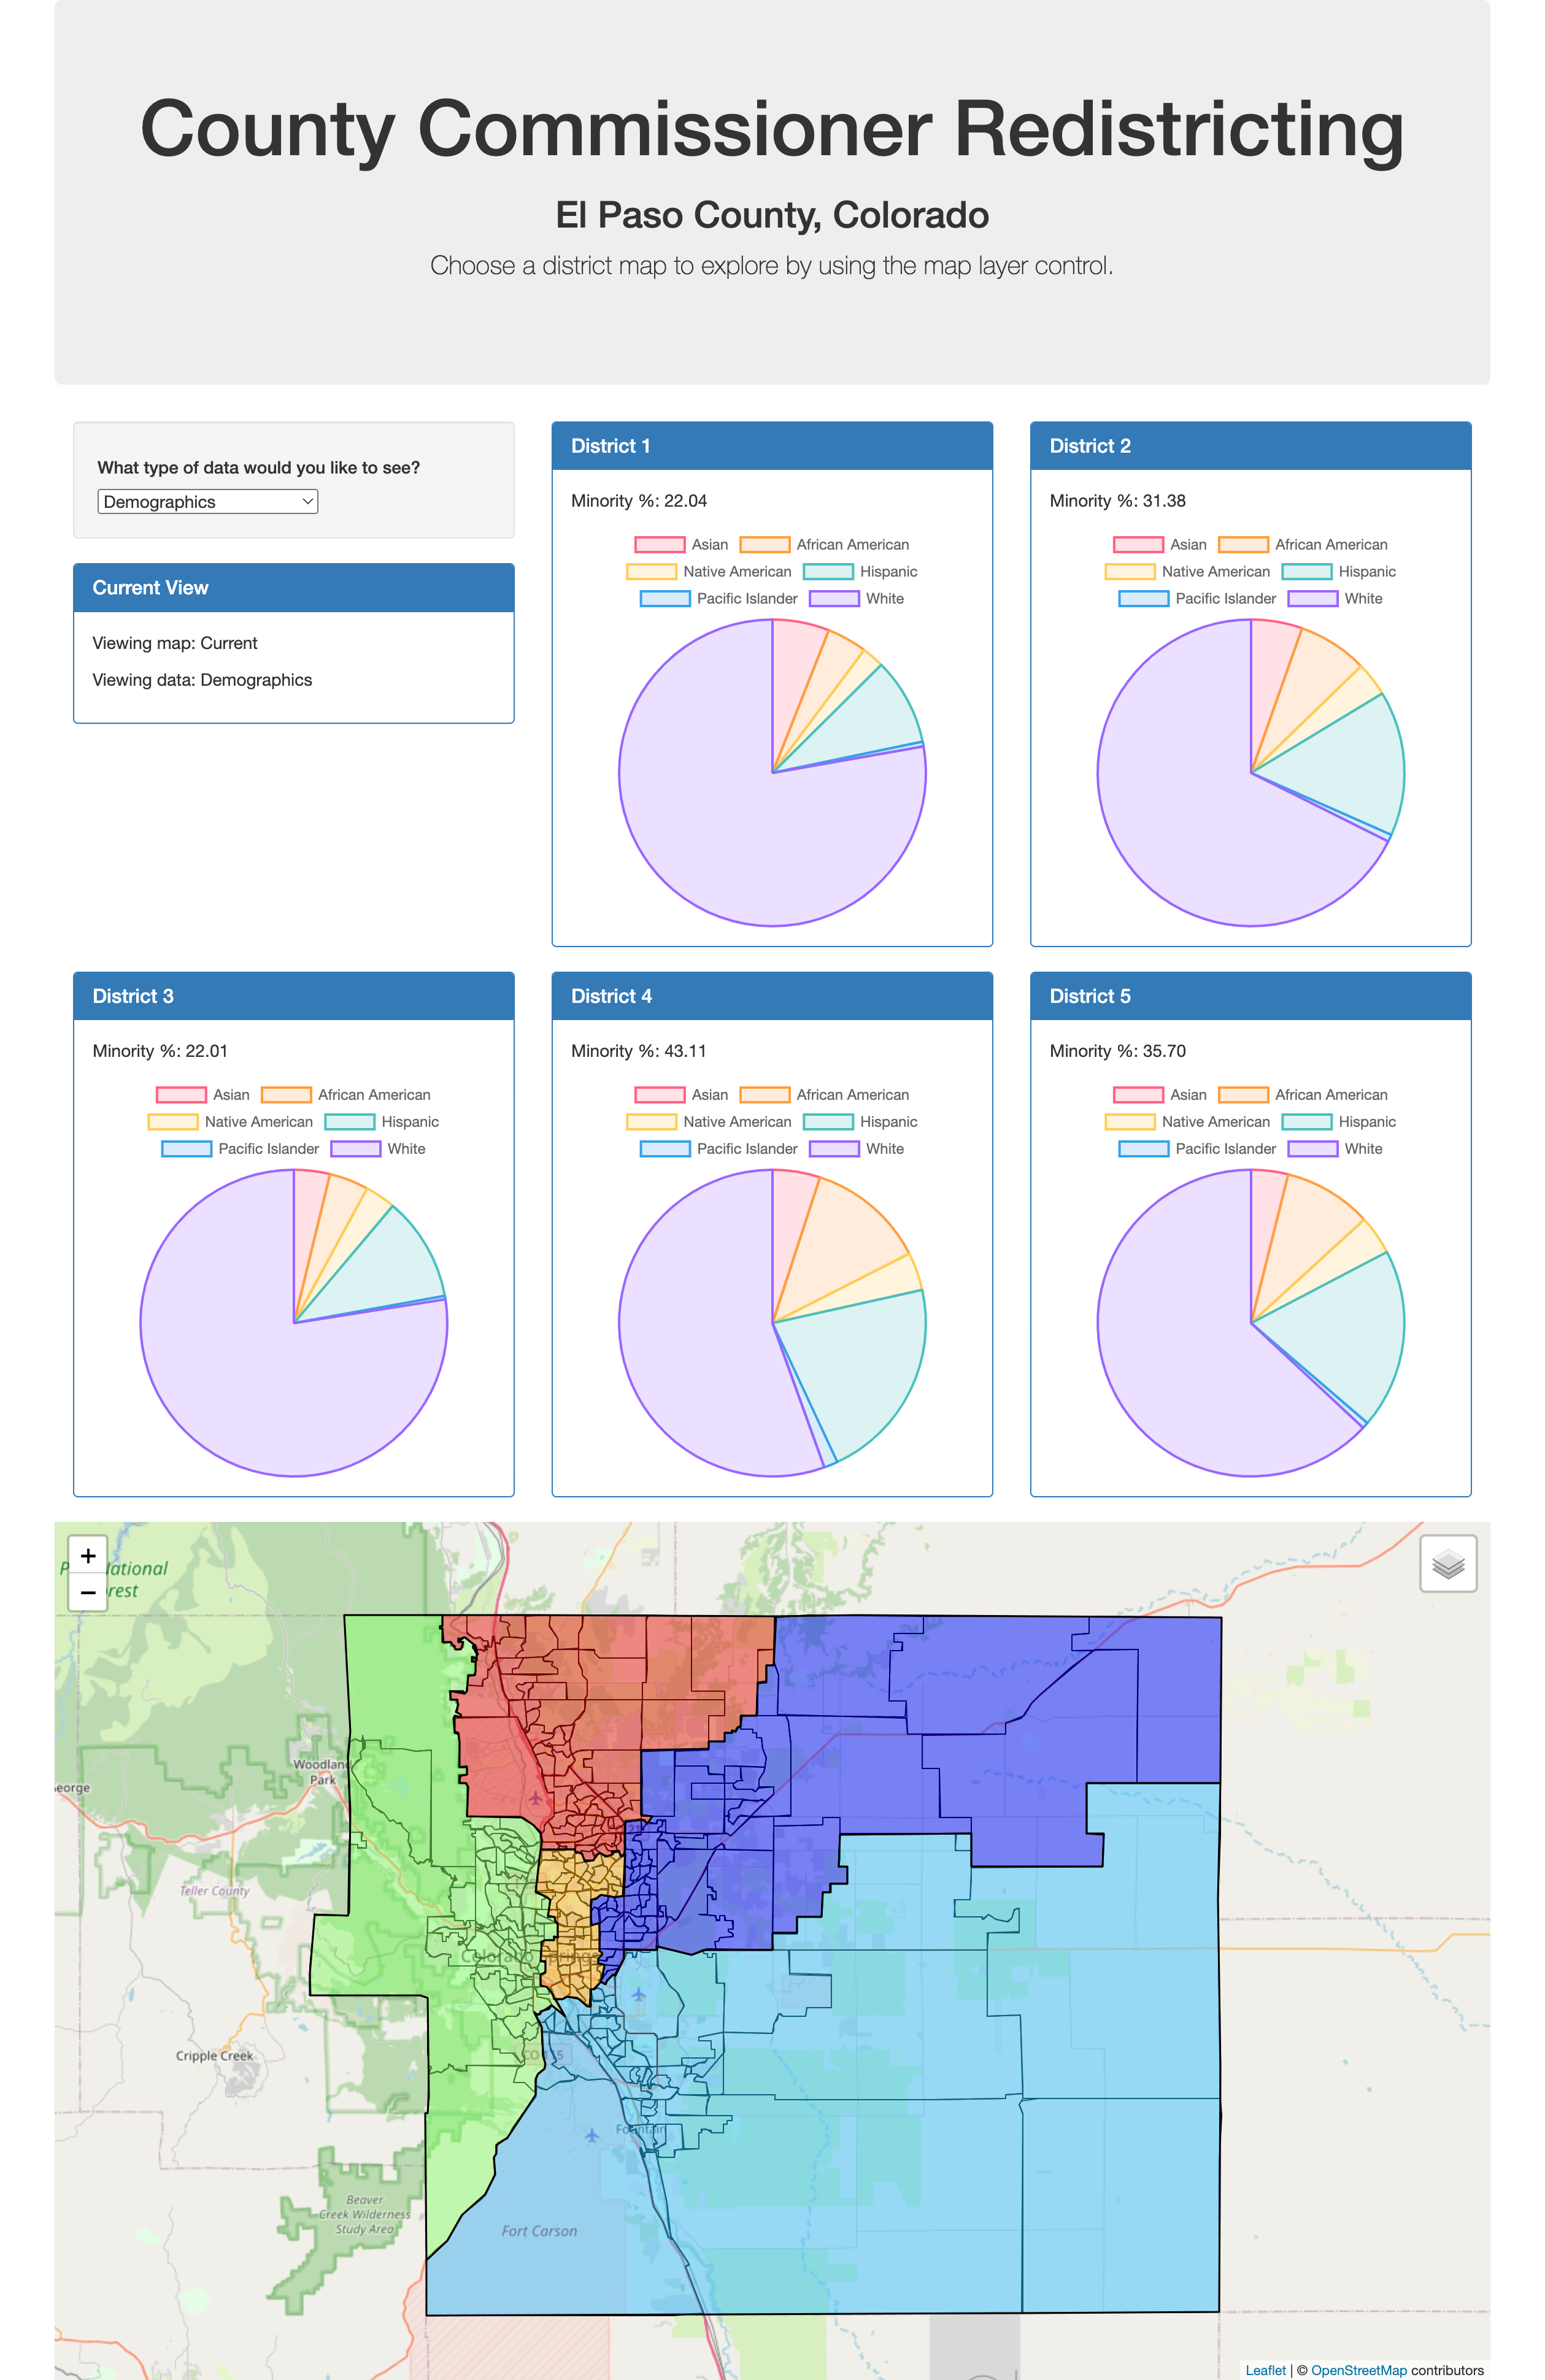 County Commissioner Redistricting
El Paso County, Colorado
Choose a district map to explore by using the map layer control.
What type of data would you like to see?
Demographics
Current View
Viewing map: Current
Viewing data: Demographics
District 1
Minority %: 22.04
Asian African American
Native American Hispanic
Pacific Islander White
District 2
Minority %: 31.38
Asian African American
Native American Hispanic
Pacific Islander White
District 3
Minority %: 22.01
Asian African American
Native American Hispanic
Pacific Islander White
District 4
Minority %: 43.11
Asian African American
Native American Hispanic
Pacific Islander White
District 5
Minority %: 35.70
Asian African American
Native American Hispanic
Pacific Islander White
+
−
Woodland
Park
Teller County
Colorado Springs
Cripple Creek
Fountain
Beaver
Creek Wilderness
Study Area
Fort Carson
Leaflet | © OpenStreetMap contributors